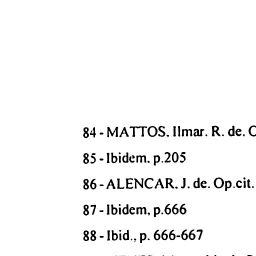 84 - MATTOS, Ilmar. R. de.
85 - Ibidem. p.205
86 - ALENCAR, J. de. Op.cit.
87 - Ibidem, p.666
88 - Ibid., p. 666-667